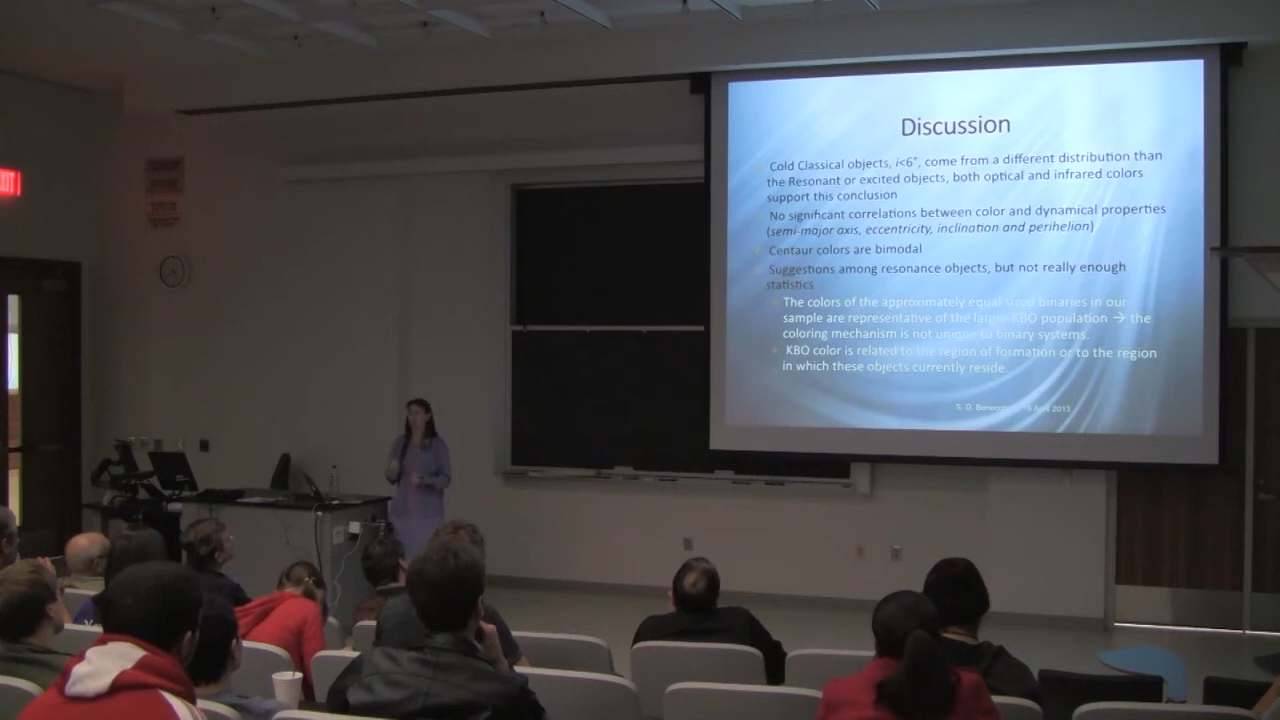 EXIT
Discussion
Cold Classical objects, i<6°, come from a different distribution than
the Resonant or excited objects, both optical and infrared colors
support this conclusion
No significant correlations between color and dynamical properties
(semi-major axis, eccentricity, inclination and perihelion)
Centaur colors are bimodal
Suggestions among resonance objects, but not really enough
statistics
The colors of the approximately equal sized binaries in our
sample are representative of the larger KBO population → the
coloring mechanism is not unique to binary systems.
KBO color is related to the region of formation or to the region
in which these objects currently reside.
S. D. April 2013